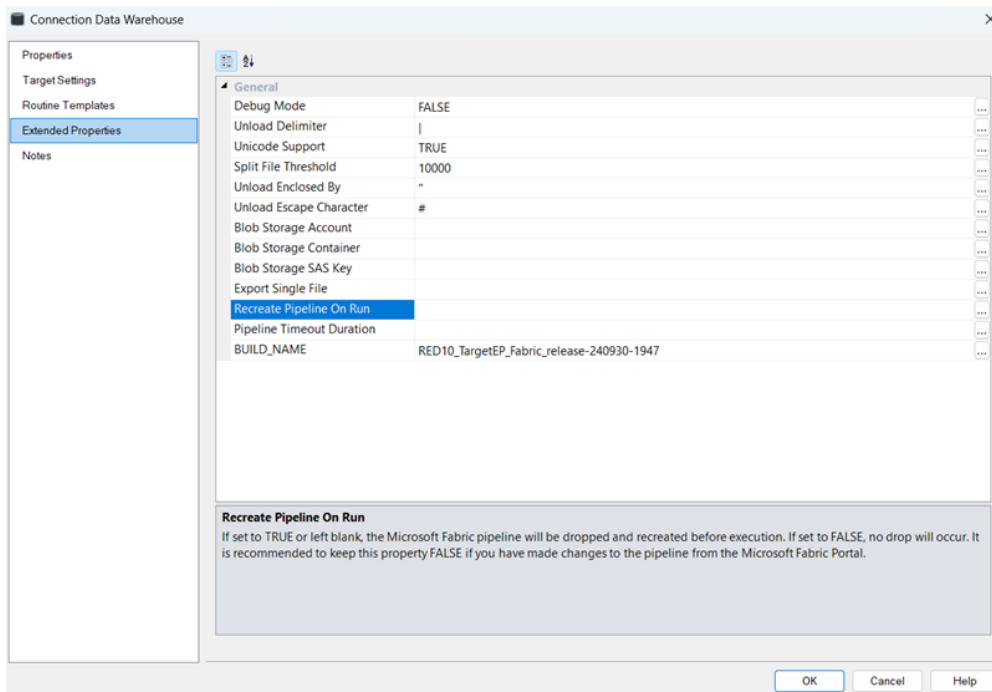 Connection Data Warehouse
Properties
Target Settings
Routine Templates
Extended Properties
Notes
General
Debug Mode FALSE
Unload Delimiter |
Unicode Support TRUE
Split File Threshold 10000
Unload Enclosed By "
Unload Escape Character #
Blob Storage Account
Blob Storage Container
Blob Storage SAS Key
Export Single File
Recreate Pipeline On Run
Pipeline Timeout Duration
BUILD_NAME RED10_TargetEP_Fabric_release-240930-1947
Recreate Pipeline On Run
If set to TRUE or left blank, the Microsoft Fabric pipeline will be dropped and recreated before execution. If set to FALSE, no drop will occur. It
is recommended to keep this property FALSE if you have made changes to the pipeline from the Microsoft Fabric Portal.
OK Cancel Help